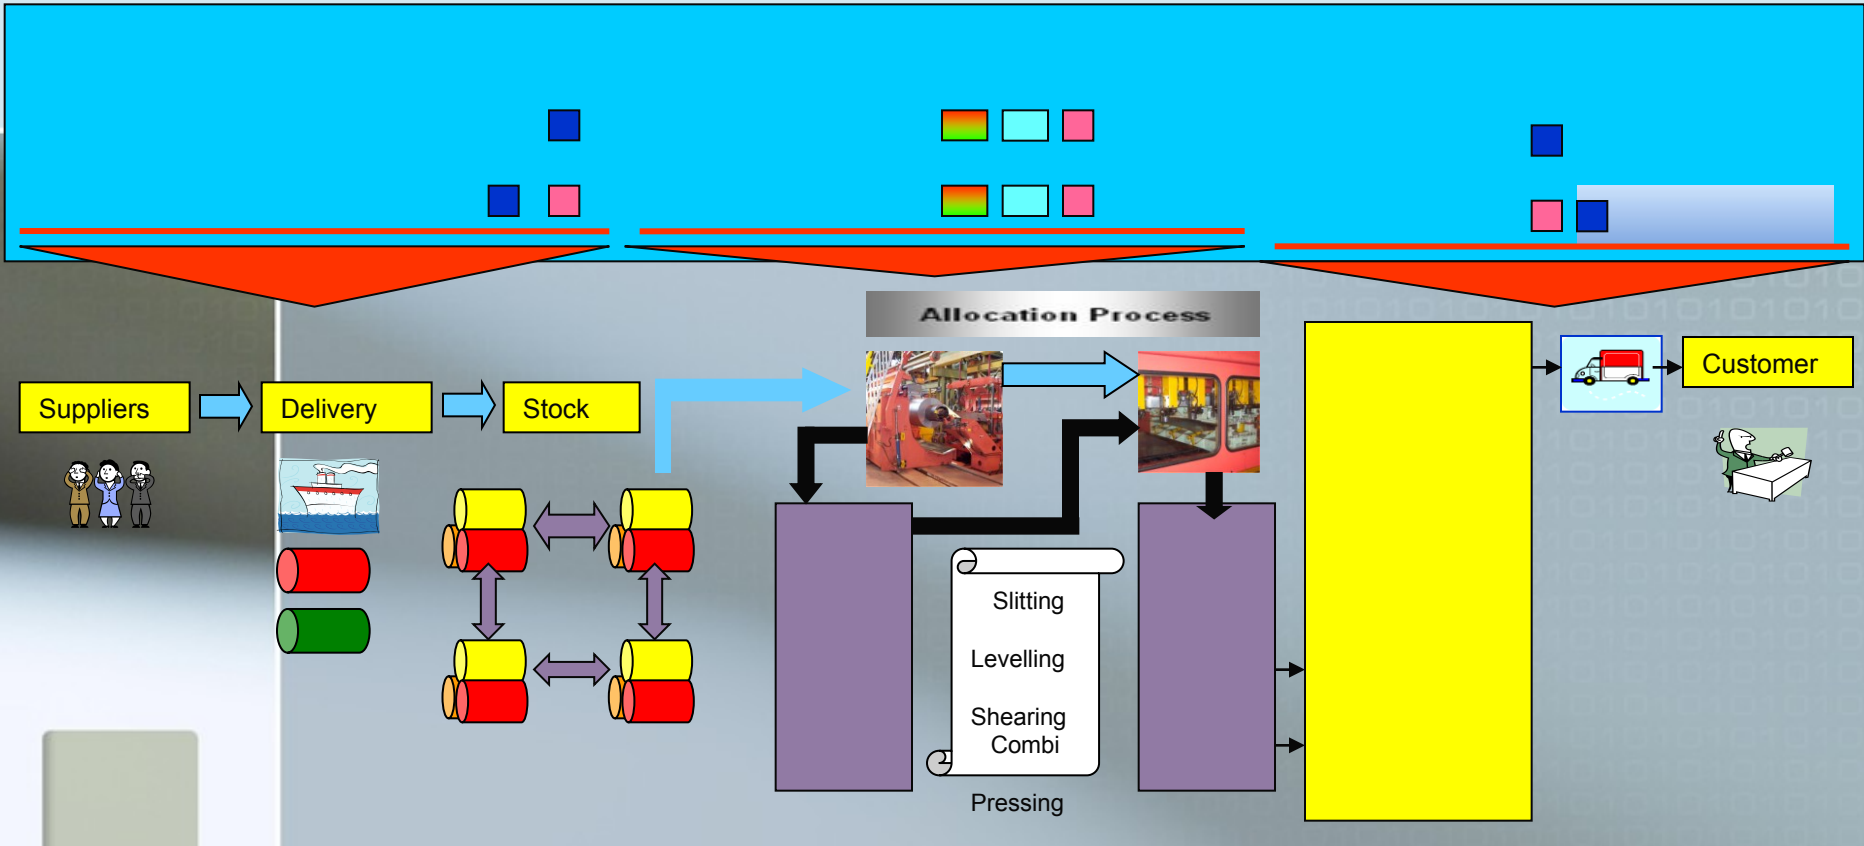 Allocation Process
Suppliers
Delivery
Stock
Customer
Slitting
Levelling
Shearing
Combi
Pressing